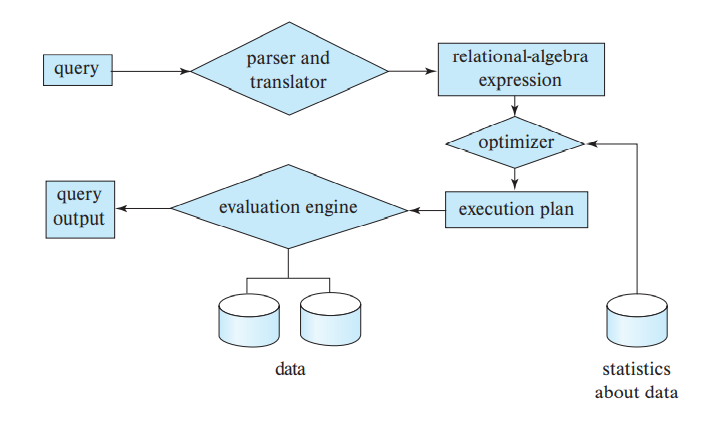 query
parser and
translator
relational-algebra
expression
optimizer
query
output
evaluation engine
execution plan
data
statistics
about data